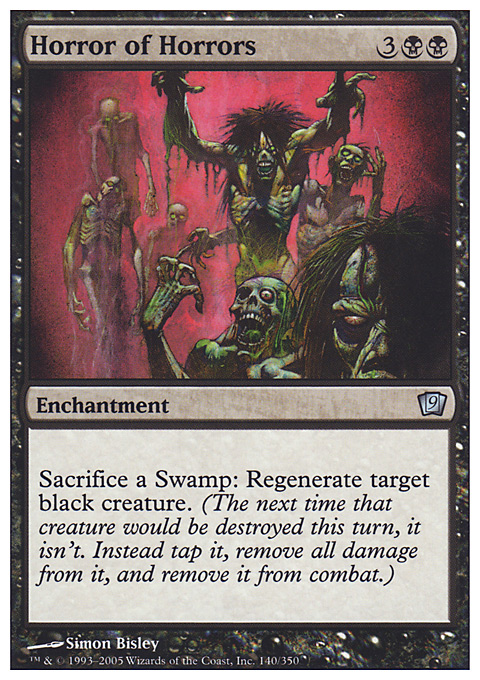 Horror of Horrors 3
Enchantment 9
Sacrifice a Swamp: Regenerate target
black creature. (The next time that
creature would be destroyed this turn, it
isn't. Instead tap it, remove all damage
from it, and remove it from combat.)
Simon Bisley
™ & © 1993–2005 Wizards of the Coast, Inc. 140/350